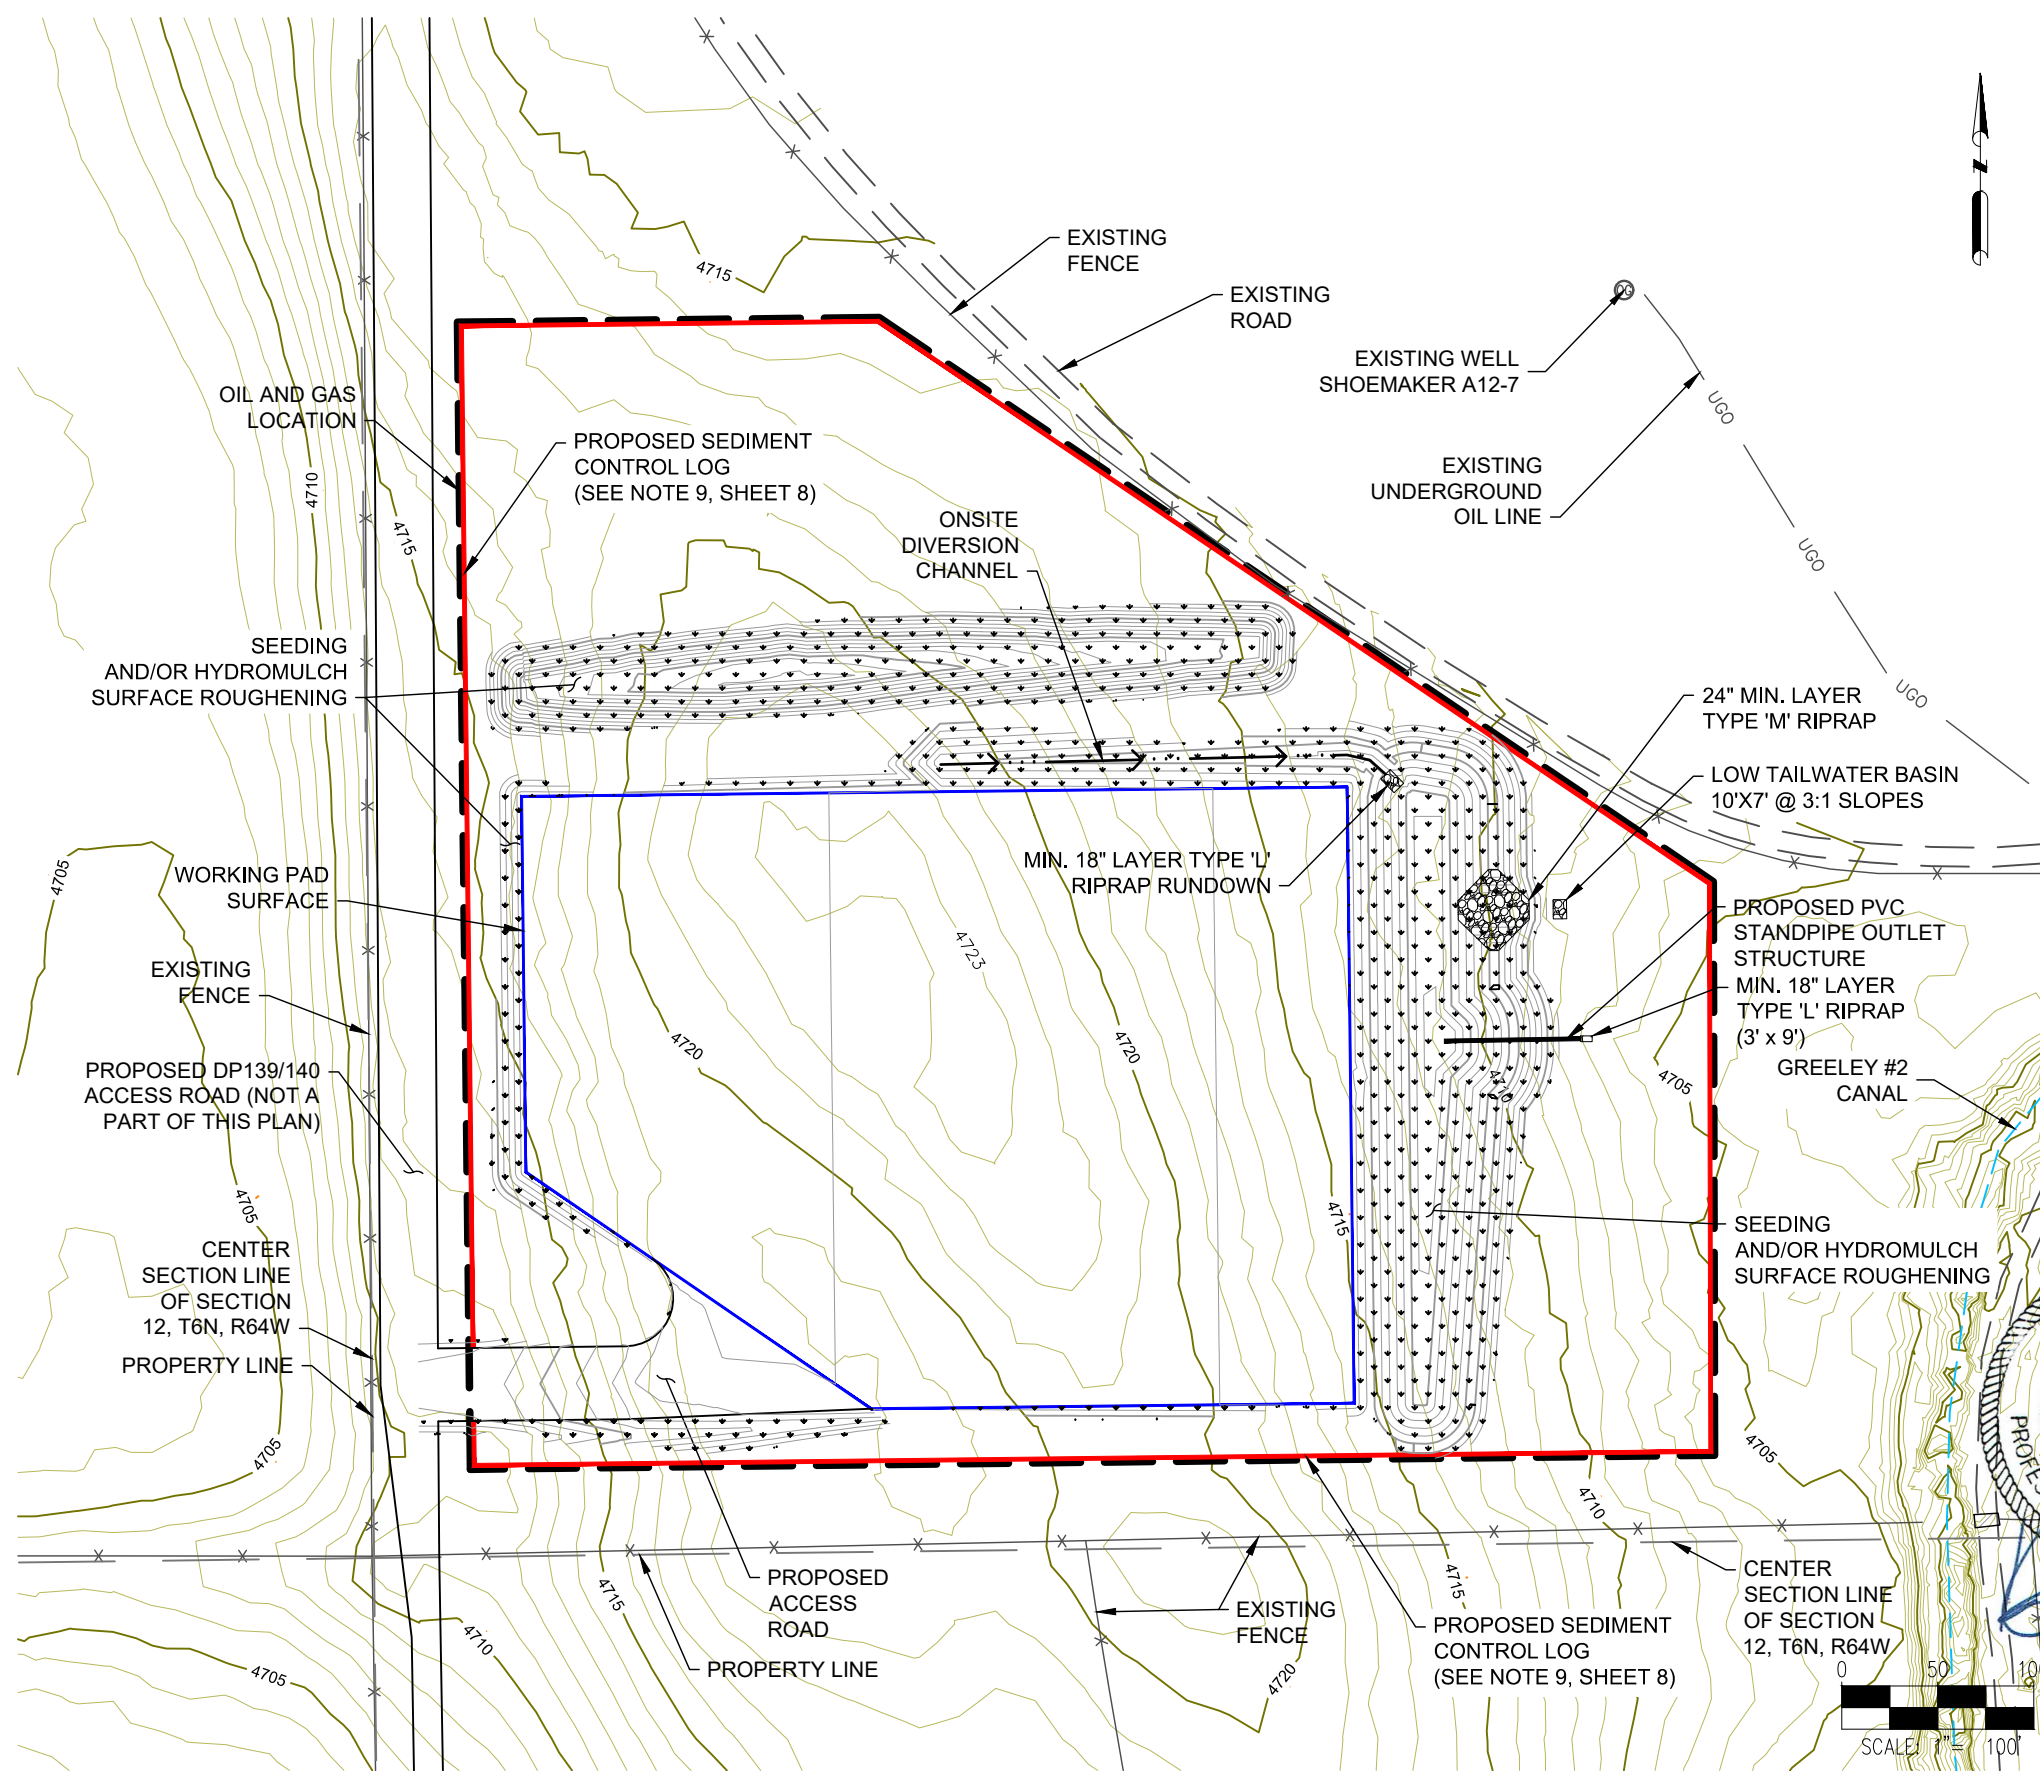 4715
EXISTING
FENCE
EXISTING
ROAD
OG
EXISTING WELL
SHOEMAKER A12-7
UGO
OIL AND GAS
LOCATION
PROPOSED SEDIMENT
CONTROL LOG
(SEE NOTE 9, SHEET 8)
EXISTING
UNDERGROUND
OIL LINE
4710
4715
ONSITE
DIVERSION
CHANNEL
UGO
SEEDING
AND/OR HYDROMULCH
SURFACE ROUGHENING
UGO
24" MIN. LAYER
TYPE 'M' RIPRAP
LOW TAILWATER BASIN
10'X7' @ 3:1 SLOPES
4705
WORKING PAD
SURFACE
MIN. 18" LAYER TYPE 'L'
RIPRAP RUNDOWN
PROPOSED PVC
STANDPIPE OUTLET
STRUCTURE
4723
EXISTING
FENCE
MIN. 18" LAYER
TYPE 'L' RIPRAP
(3' x 9')
4720
4720
PROPOSED DP139/140
ACCESS ROAD (NOT A
PART OF THIS PLAN)
4710
4705
GREELEY #2
CANAL
4705
4715
SEEDING
AND/OR HYDROMULCH
SURFACE ROUGHENING
CENTER
SECTION LINE
OF SECTION
12, T6N, R64W
PROPERTY LINE
4705
4705
PROFES
4710
PROPOSED
ACCESS
ROAD
4715
4715
EXISTING
FENCE
CENTER
SECTION LINE
OF SECTION
12, T6N, R64W
PROPOSED SEDIMENT
CONTROL LOG
(SEE NOTE 9, SHEET 8)
4710
4705
PROPERTY LINE
4720
0 50 100
SCALE: 1"= 100'